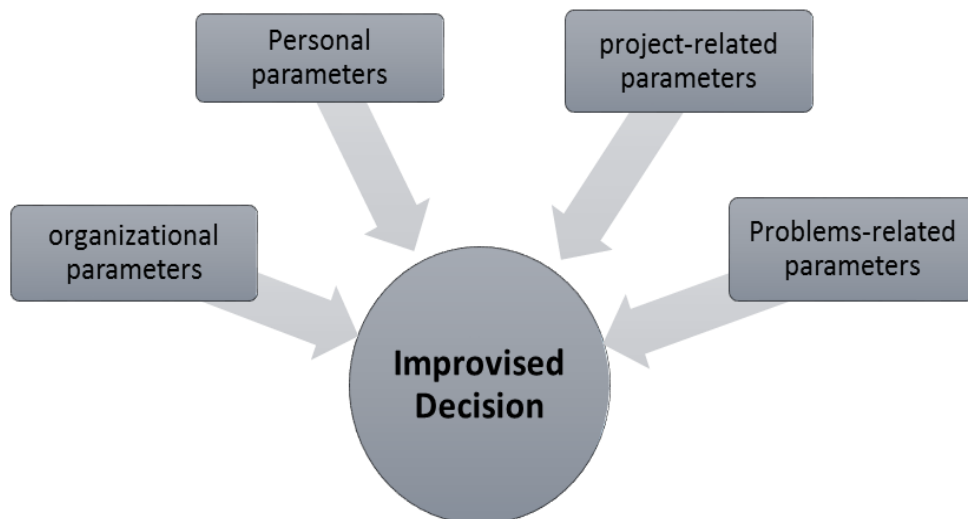 Personal
parameters
project-related
parameters
organizational
parameters
Problems-related
parameters
Improvised
Decision